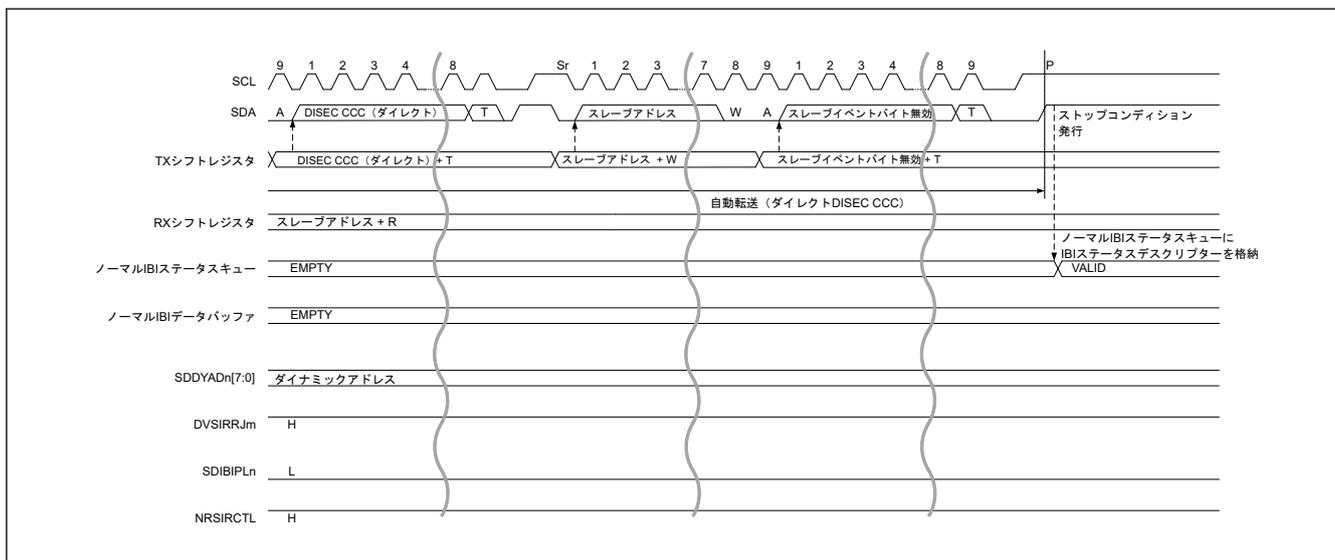 9 1 2 3 4 8 Sr 1 2 3 7 8 9 1 2 3 4 8 9 P
SCL
SDA A DISEC CCC（ダイレクト） T スレーブアドレス W A スレーブイベントバイト無効 T ストップコンディション
発行
TXシフトレジスタ DISEC CCC（ダイレクト）+ T スレーブアドレス + W スレーブイベントバイト無効 + T
自動転送（ダイレクトDISEC CCC）
RXシフトレジスタ スレーブアドレス + R
ノーマルIBIステータスキューに
IBIステータスデスクリプターを格納
ノーマルIBIステータスキュー EMPTY VALID
ノーマルIBIデータバッファ EMPTY
SDDYADn[7:0] ダイナミックアドレス
DVSIRRJm H
SDIBIPLn L
NRSIRCTL H